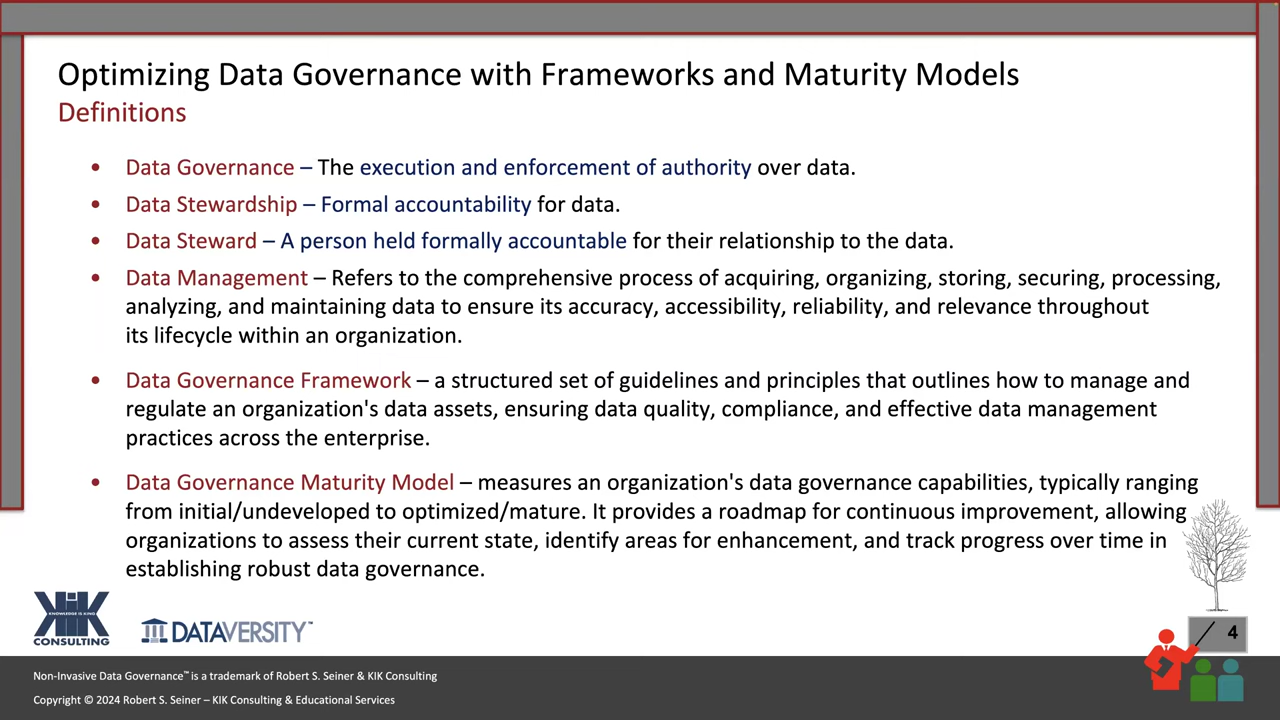 Optimizing Data Governance with Frameworks and Maturity Models
Definitions
• Data Governance – The execution and enforcement of authority over data.
• Data Stewardship – Formal accountability for data.
• Data Steward – A person held formally accountable for their relationship to the data.
• Data Management – Refers to the comprehensive process of acquiring, organizing, storing, securing, processing,
analyzing, and maintaining data to ensure its accuracy, accessibility, reliability, and relevance throughout
its lifecycle within an organization.
• Data Governance Framework – a structured set of guidelines and principles that outlines how to manage and
regulate an organization's data assets, ensuring data quality, compliance, and effective data management
practices across the enterprise.
• Data Governance Maturity Model – measures an organization's data governance capabilities, typically ranging
from initial/undeveloped to optimized/mature. It provides a roadmap for continuous improvement, allowing
organizations to assess their current state, identify areas for enhancement, and track progress over time in
establishing robust data governance.
KIK
KNOWLEDGE IS KING
CONSULTING
DATAVERSITY™
4
Non-Invasive Data Governance™ is a trademark of Robert S. Seiner & KIK Consulting
Copyright © 2024 Robert S. Seiner – KIK Consulting & Educational Services